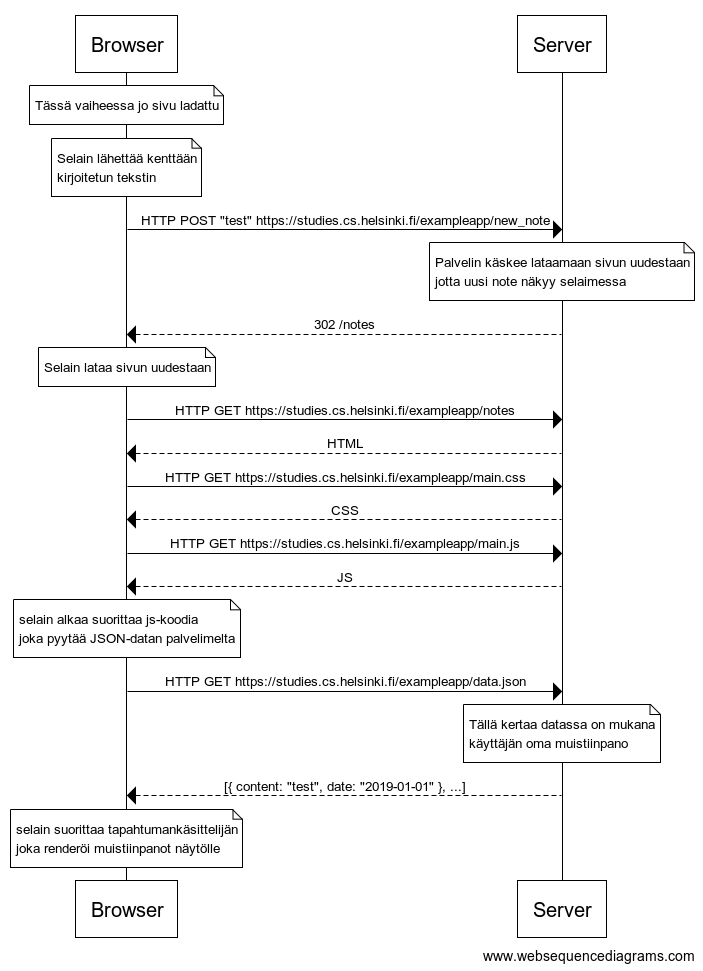 Browser
Server
Tässä vaiheessa jo sivu ladattu
Selain lähettää kenttään
kirjoitetun tekstin
HTTP POST "test" https://studies.cs.helsinki.fi/exampleapp/new_note
Palvelin käskee lataamaan sivun uudestaan
jotta uusi note näkyy selaimessa
302 /notes
Selain lataa sivun uudestaan
HTTP GET https://studies.cs.helsinki.fi/exampleapp/notes
HTML
HTTP GET https://studies.cs.helsinki.fi/exampleapp/main.css
CSS
HTTP GET https://studies.cs.helsinki.fi/exampleapp/main.js
JS
selain alkaa suorittaa js-koodia
joka pyytää JSON-datan palvelimelta
HTTP GET https://studies.cs.helsinki.fi/exampleapp/data.json
Tällä kertaa datassa on mukana
käyttäjän oma muistiinpano
[{ content: "test", date: "2019-01-01" }, ...]
selain suorittaa tapahtumankäsittelijän
joka renderöi muistiinpanot näytölle
Browser
Server
www.websequencediagrams.com